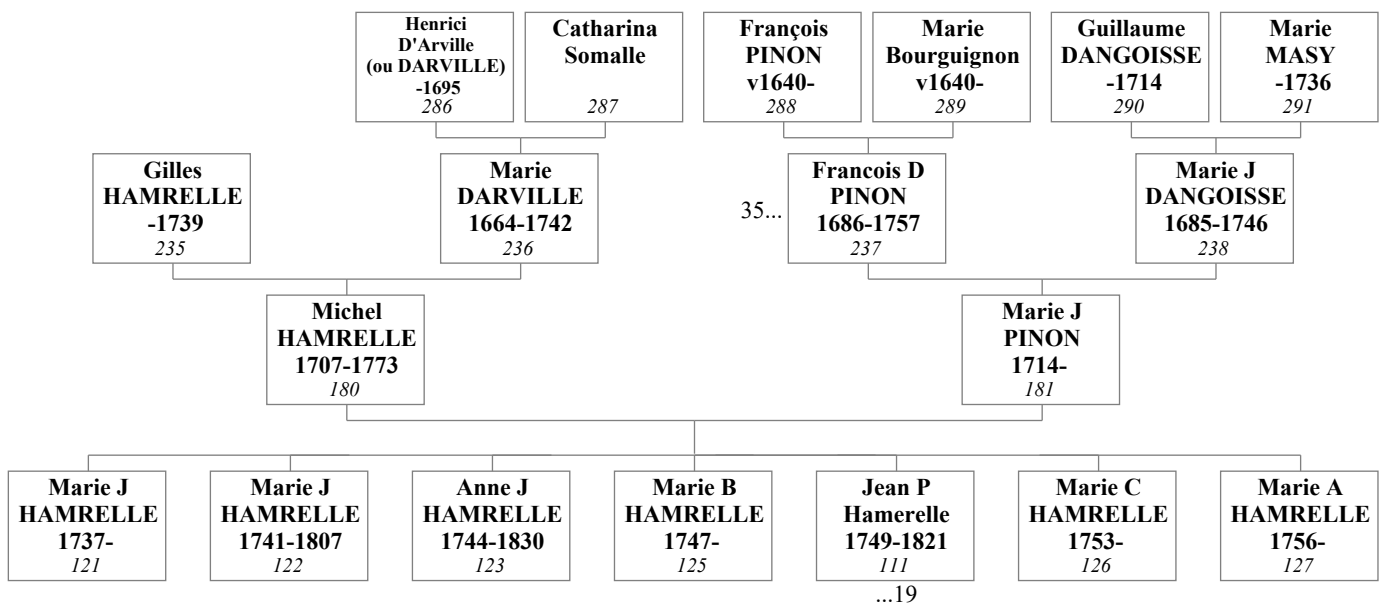 Henrici
D'Arville
(ou DARVILLE)
-1695
286
Catharina
Somalle
287
François
PINON
v1640-
288
Marie
Bourguignon
v1640-
289
Guillaume
DANGOISSE
-1714
290
Marie
MASY
-1736
291
Gilles
HAMRELLE
-1739
235
Marie
DARVILLE
1664-1742
236
35...
Francois D
PINON
1686-1757
237
Marie J
DANGOISSE
1685-1746
238
Michel
HAMRELLE
1707-1773
180
Marie J
PINON
1714-
181
Marie J
HAMRELLE
1737-
121
Marie J
HAMRELLE
1741-1807
122
Anne J
HAMRELLE
1744-1830
123
Marie B
HAMRELLE
1747-
125
Jean P
Hamerelle
1749-1821
111
...19
Marie C
HAMRELLE
1753-
126
Marie A
HAMRELLE
1756-
127